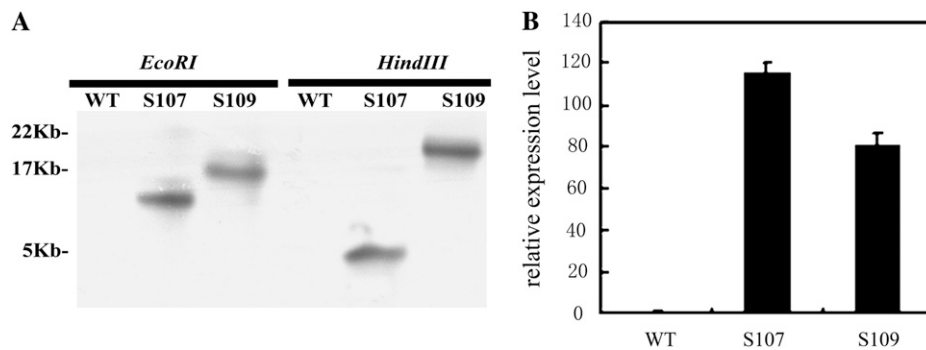 A
EcoRI HindIII
WT S107 S109 WT S107 S109
22Kb-
17Kb-
5Kb-
B
relative expression level
140
120
100
80
60
40
20
0
WT S107 S109